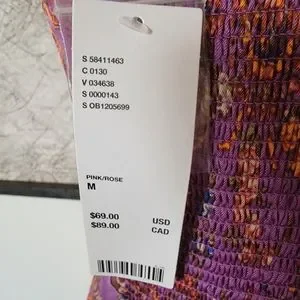 S 58411463
C 0130
V 034638
S 0000143
S OB1205699
PINK/ROSE
M
$69.00 USD
$89.00 CAD